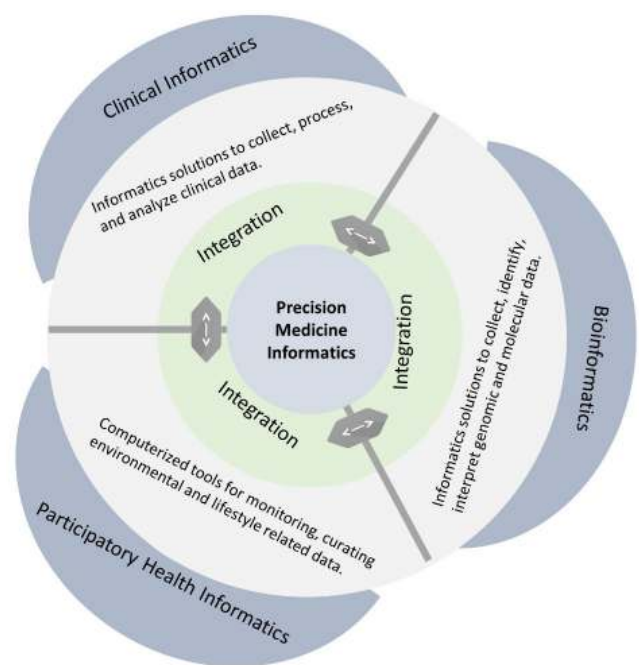 Clinical Informatics
Informatics solutions to collect, process,
and analyze clinical data.
Integration
Precision
Medicine
Informatics
Integration
Informatics solutions to collect, identify,
interpret genomic and molecular data.
Bioinformatics
Integration
Computerized tools for monitoring, curating
environmental and lifestyle related data.
Participatory Health Informatics